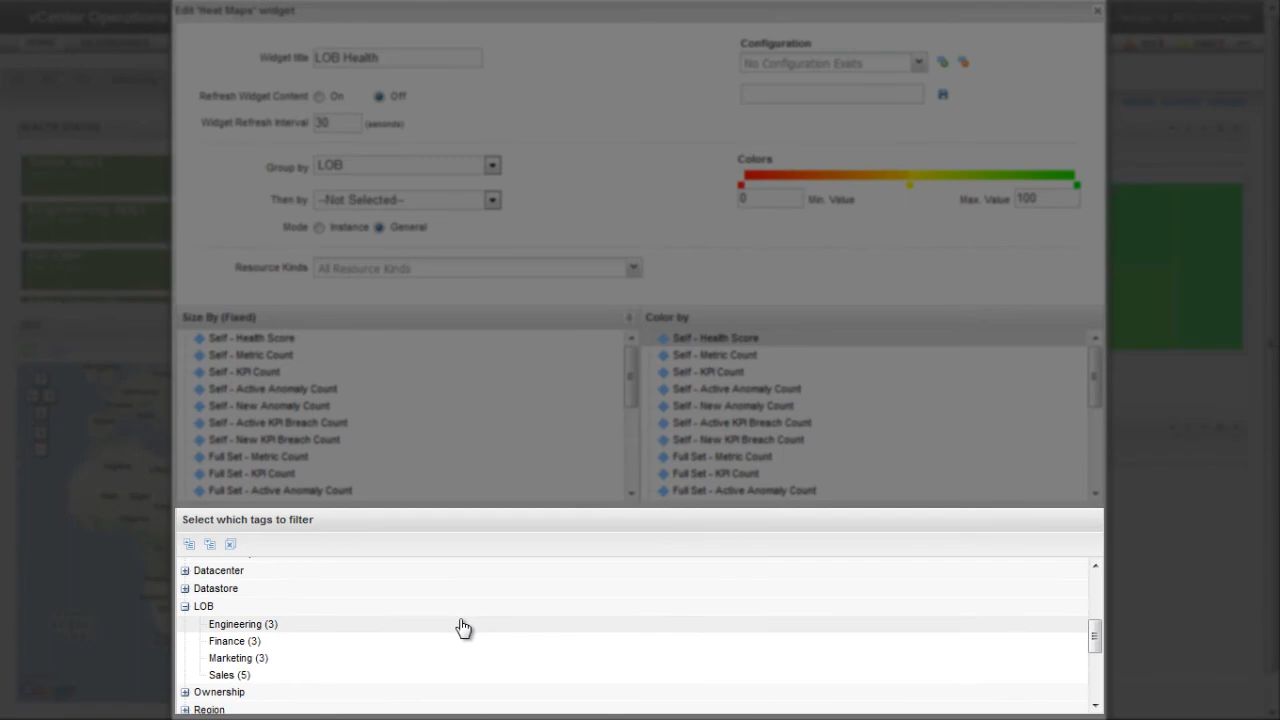 vCenter Operations
Edit 'Heat Maps' widget
Widget title LOB Health
Configuration
No Configuration Exists
Refresh Widget Content On Off
Widget Refresh Interval 30 (seconds)
Group by LOB
Colors
Then by --Not Selected--
0 Min. Value Max. Value 100
Mode Instance General
Resource Kinds All Resource Kinds
Size By (Fixed)
Self - Health Score
Self - Metric Count
Self - KPI Count
Self - Active Anomaly Count
Self - New Anomaly Count
Self - Active KPI Breach Count
Self - New KPI Breach Count
Full Set - Metric Count
Full Set - KPI Count
Full Set - Active Anomaly Count
Color by
Self - Health Score
Self - Metric Count
Self - KPI Count
Self - Active Anomaly Count
Self - New Anomaly Count
Self - Active KPI Breach Count
Self - New KPI Breach Count
Full Set - Metric Count
Full Set - KPI Count
Full Set - Active Anomaly Count
Select which tags to filter
Datacenter
Datastore
LOB
Engineering (3)
Finance (3)
Marketing (3)
Sales (5)
Ownership
Region